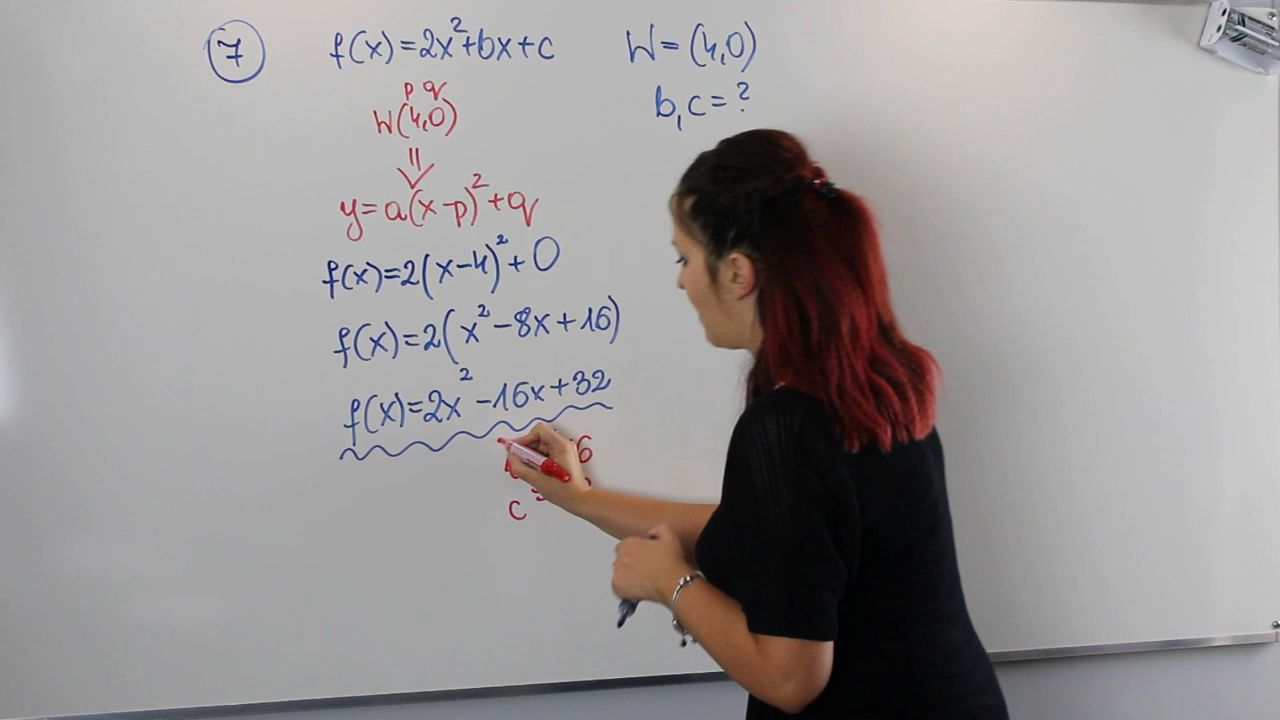 7 f(x)=2x²+bx+c W=(4,0)
b,c=?
p q
W(4,0)
⇓
y=a(x-p)²+q
f(x)=2(x-4)²+0
f(x)=2(x²-8x+16)
f(x)=2x²-16x+32
6
c